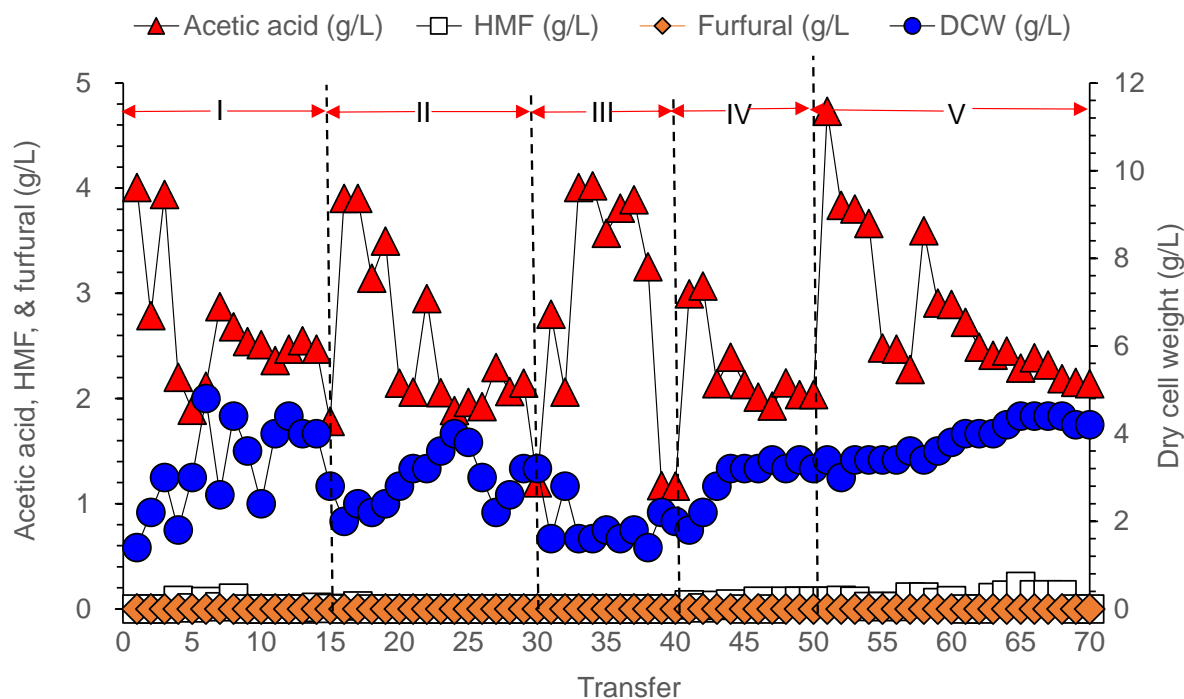 Acetic acid (g/L) HMF (g/L) Furfural (g/L DCW (g/L)
Acetic acid, HMF, & furfural (g/L)
5
4
3
2
1
0
I II III IV V
12
10
8
6
4
2
0
Dry cell weight (g/L)
0 5 10 15 20 25 30 35 40 45 50 55 60 65 70
Transfer